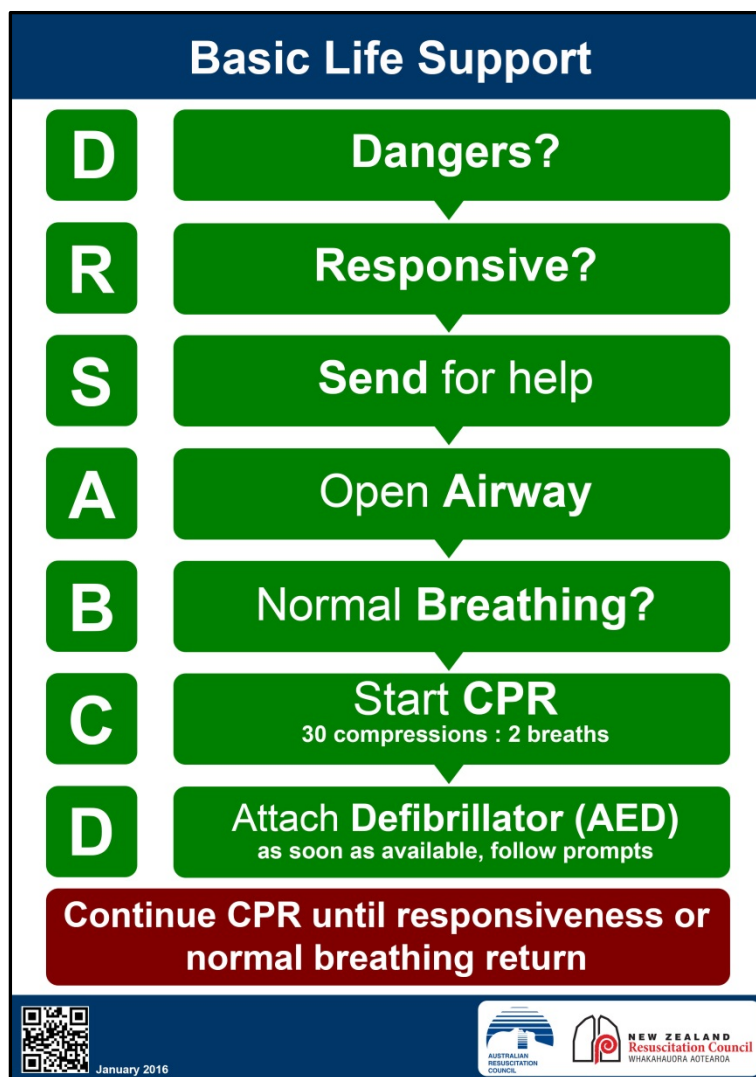 Basic Life Support
D
Dangers?
R
Responsive?
S
Send for help
A
Open Airway
B
Normal Breathing?
C
Start CPR
30 compressions : 2 breaths
D
Attach Defibrillator (AED)
as soon as available, follow prompts
Continue CPR until responsiveness or
normal breathing return
January 2016
AUSTRALIAN
RESUSCITATION
COUNCIL
NEW ZEALAND
Resuscitation Council
WHAKAHAUORA AOTEAROA